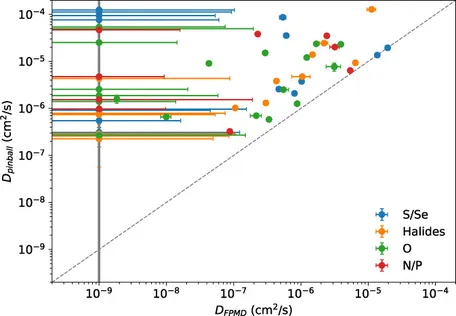 10⁻⁴
10⁻⁵
10⁻⁶
10⁻⁷
10⁻⁸
10⁻⁹
D_pinball (cm²/s)
S/Se
Halides
O
N/P
10⁻⁹ 10⁻⁸ 10⁻⁷ 10⁻⁶ 10⁻⁵ 10⁻⁴
D_FPMD (cm²/s)